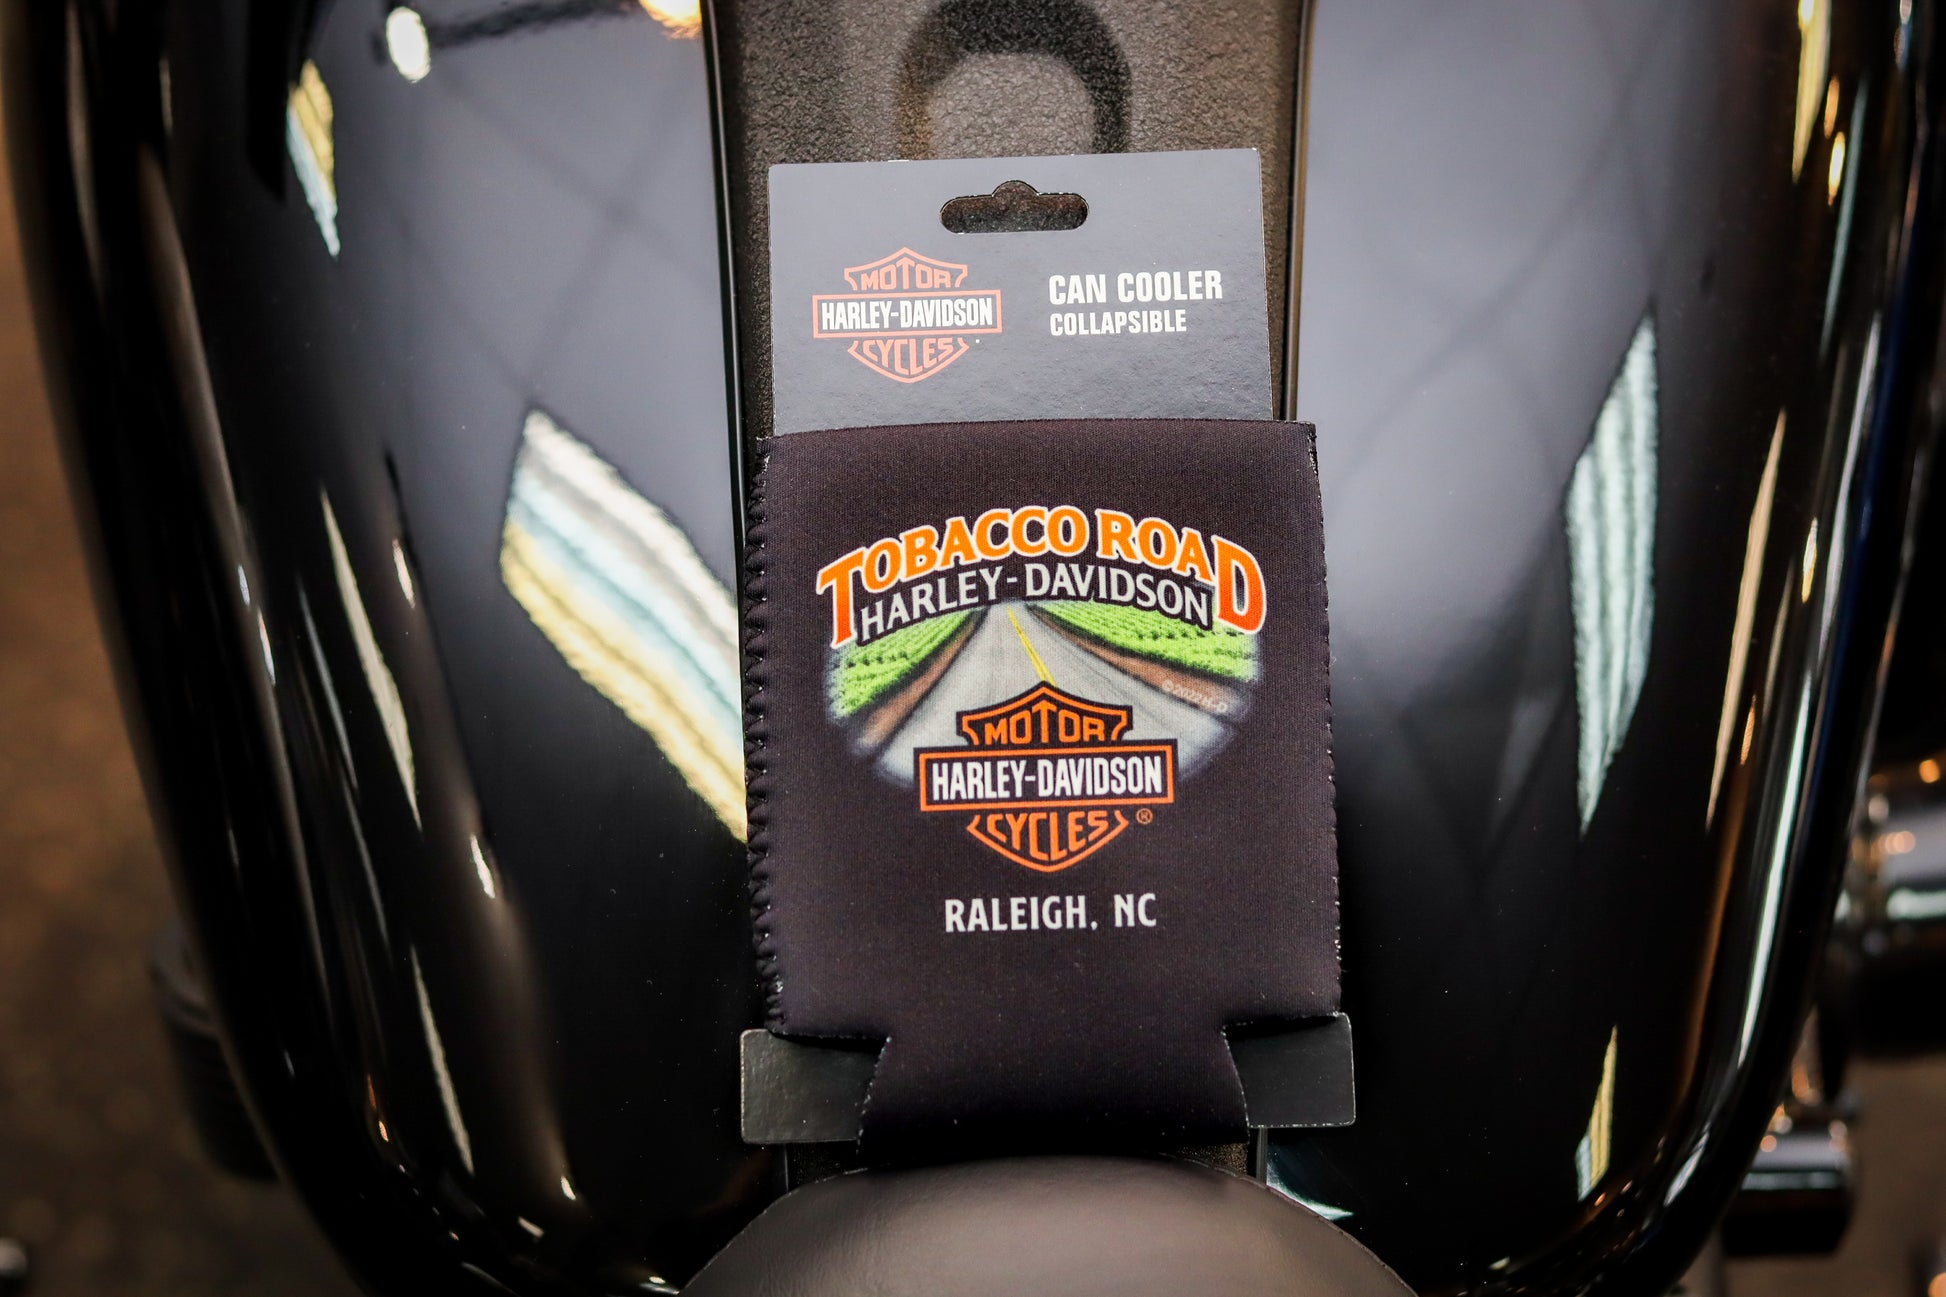 MOTOR
HARLEY-DAVIDSON
CYCLES
CAN COOLER
COLLAPSIBLE
TOBACCO ROAD
HARLEY-DAVIDSON
MOTOR
HARLEY-DAVIDSON
CYCLES
®
RALEIGH, NC